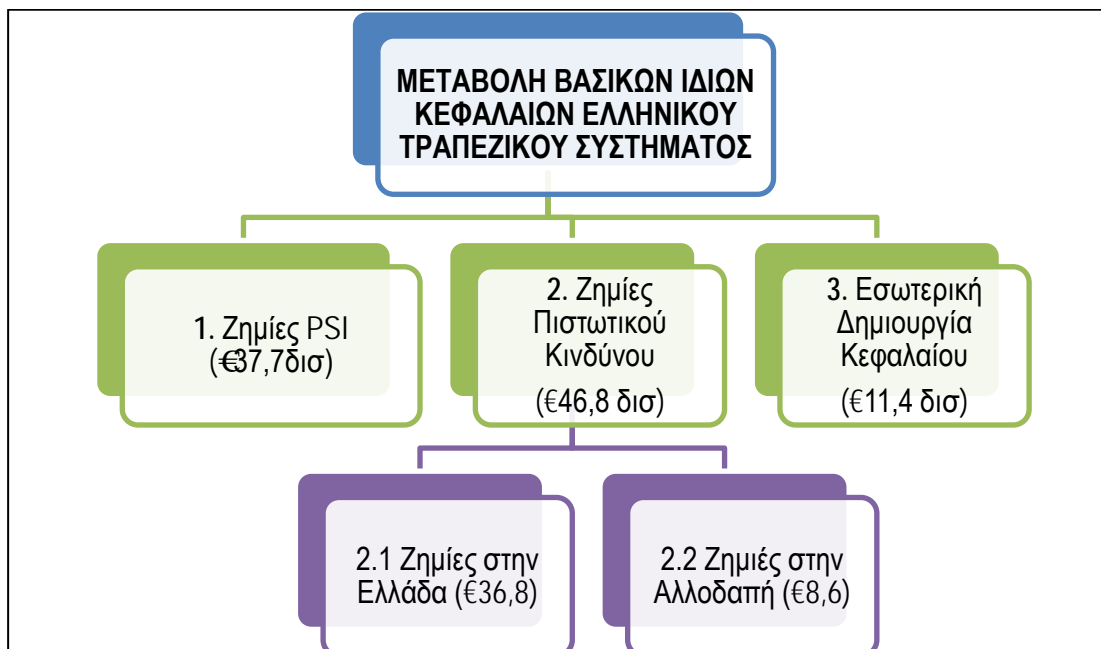 ΜΕΤΑΒΟΛΗ ΒΑΣΙΚΩΝ ΙΔΙΩΝ
ΚΕΦΑΛΑΙΩΝ ΕΛΛΗΝΙΚΟΥ
ΤΡΑΠΕΖΙΚΟΥ ΣΥΣΤΗΜΑΤΟΣ
1. Ζημίες PSI
(€37,7δισ)
2. Ζημίες
Πιστωτικού
Κινδύνου
(€46,8 δισ)
3. Εσωτερική
Δημιουργία
Κεφαλαίου
(€11,4 δισ)
2.1 Ζημίες στην
Ελλάδα (€36,8)
2.2 Ζημιές στην
Αλλοδαπή (€8,6)